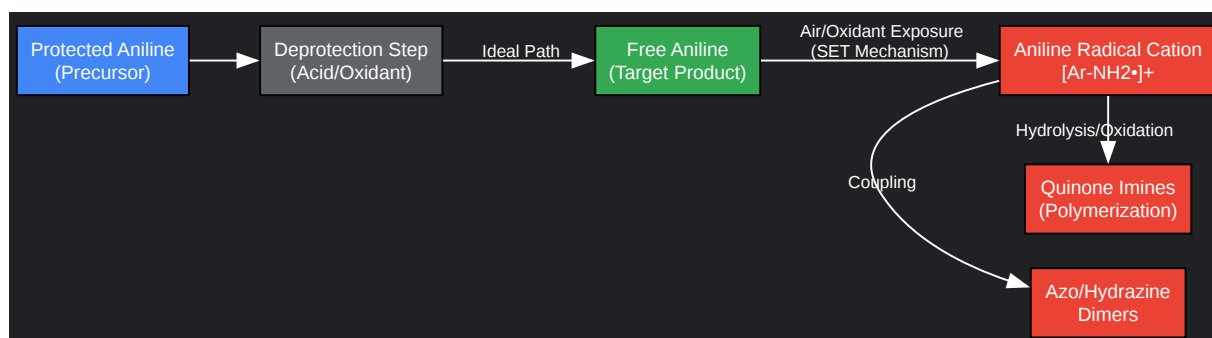 Protected Aniline
(Precursor)
Deprotection Step
(Acid/Oxidant)
Ideal Path
Free Aniline
(Target Product)
Air/Oxidant Exposure
(SET Mechanism)
Aniline Radical Cation
[Ar-NH2•]+
Hydrolysis/Oxidation
Coupling
Quinone Imines
(Polymerization)
Azo/Hydrazine
Dimers